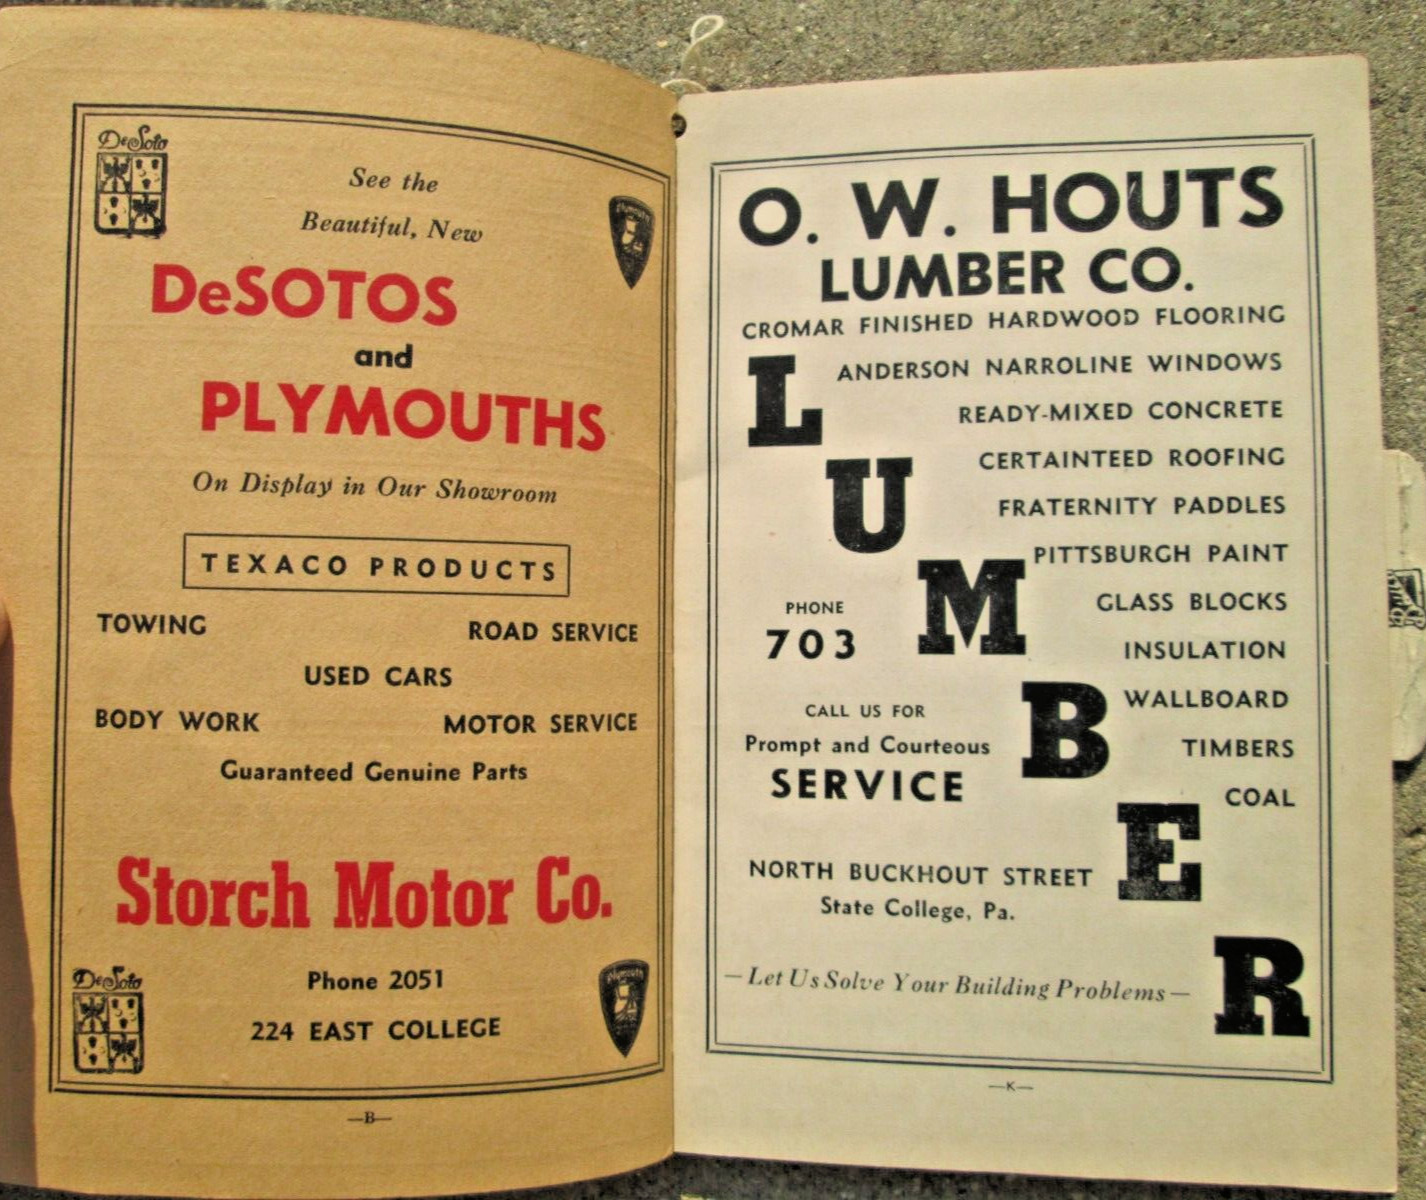 DeSoto
See the
Beautiful, New
Plymouth
DeSOTOS
and
PLYMOUTHS
On Display in Our Showroom
TEXACO PRODUCTS
TOWING
ROAD SERVICE
USED CARS
BODY WORK
MOTOR SERVICE
Guaranteed Genuine Parts
Storch Motor Co.
DeSoto
Plymouth
Phone 2051
224 EAST COLLEGE
—B—
O. W. HOUTS
LUMBER CO.
CROMAR FINISHED HARDWOOD FLOORING
ANDERSON NARROLINE WINDOWS
READY-MIXED CONCRETE
CERTAINTEED ROOFING
FRATERNITY PADDLES
PITTSBURGH PAINT
GLASS BLOCKS
INSULATION
WALLBOARD
TIMBERS
COAL
LUMBER
PHONE
703
CALL US FOR
Prompt and Courteous
SERVICE
NORTH BUCKHOUT STREET
State College, Pa.
—Let Us Solve Your Building Problems—
—K—